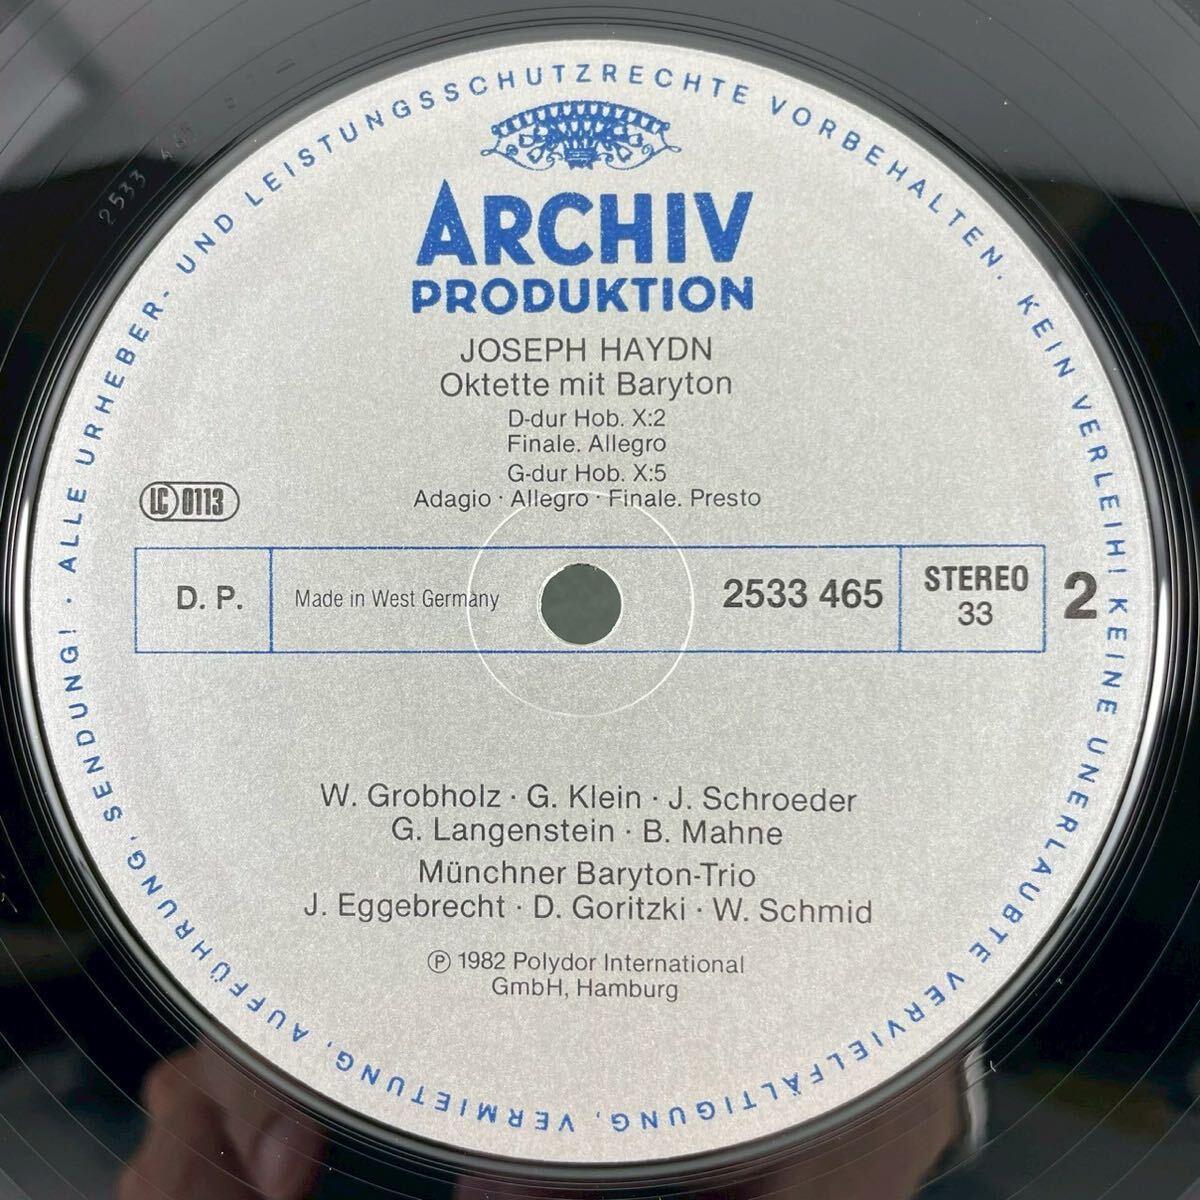 ALLE URHEBER- UND LEISTUNGSSCHUTZRECHTE VORBEHALTEN. KEIN VERLEIH! KEINE UNERLAUBTE VERVIELFÄLTIGUNG, VERMIETUNG, AUFFÜHRUNG, SENDUNG! ·
ARCHIV
PRODUKTION
JOSEPH HAYDN
Oktette mit Baryton
D-dur Hob. X:2
Finale. Allegro
G-dur Hob. X:5
Adagio · Allegro · Finale. Presto
LC 0113
D. P.
Made in West Germany
2533 465
STEREO
33
2
W. Grobholz · G. Klein · J. Schroeder
G. Langenstein · B. Mahne
Münchner Baryton-Trio
J. Eggebrecht · D. Goritzki · W. Schmid
℗ 1982 Polydor International
GmbH, Hamburg
2533